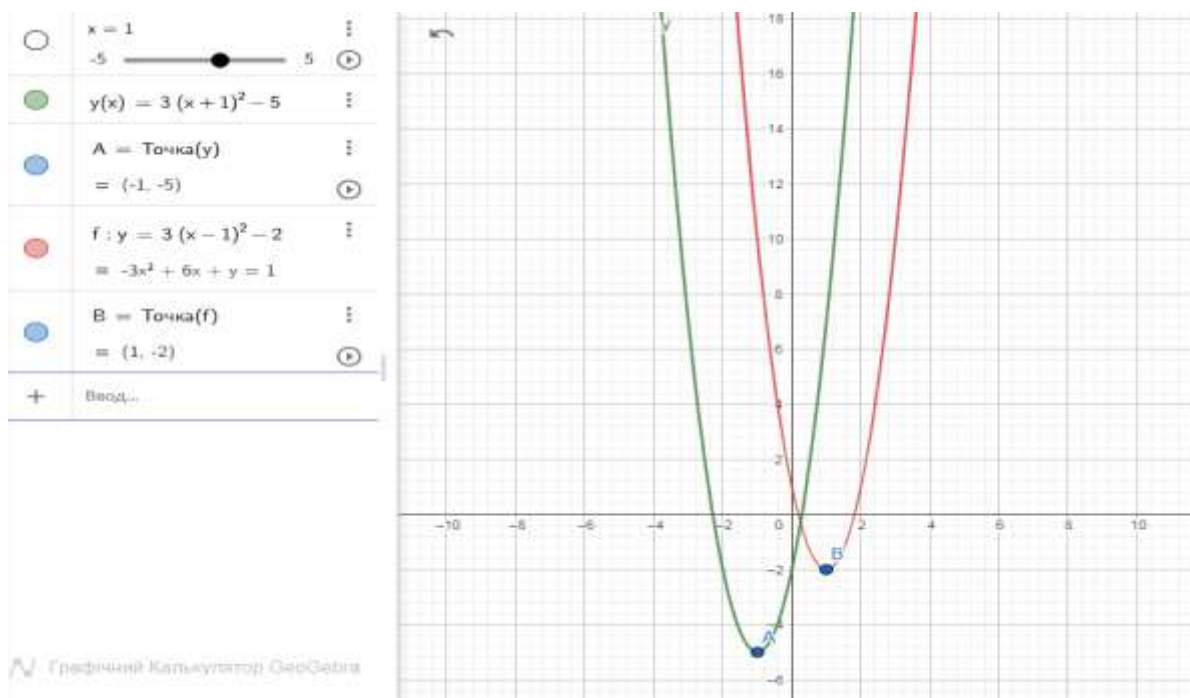 x = 1
-5 5
y(x) = 3 (x + 1)² − 5
A = Точка(y)
= (-1, -5)
f : y = 3 (x − 1)² − 2
= -3x² + 6x + y = 1
B = Точка(f)
= (1, -2)
+ Ввод...
Графічний Калькулятор GeoGebra
y
18
16
14
12
10
8
6
4
2
−10 −8 −6 −4 −2 0 2 4 6 8 10
B
−2
A
−4
−6